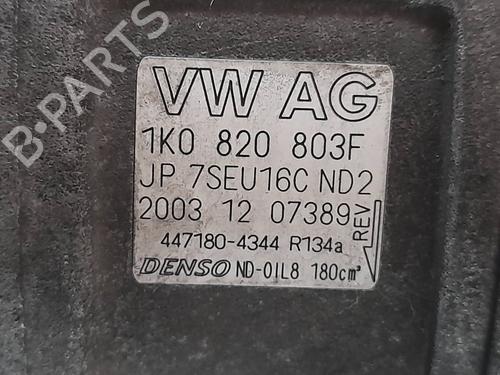 B-PARTS
VW AG
1K0 820 803F
JP 7SEU16C ND2
2003 12 07389
REV
447180-4344 R134a
DENSO ND-OIL8 180cm³